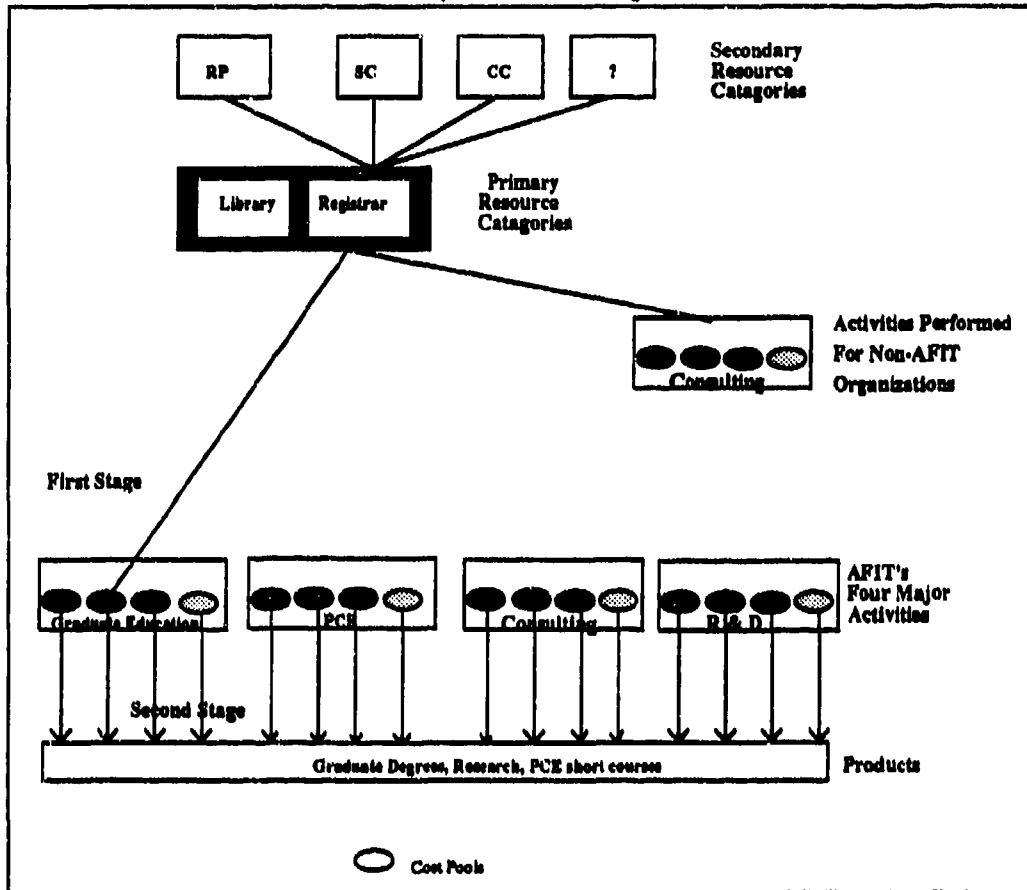 RP
SC
CC
?
Secondary
Resource
Catagories
Library
Registrar
Primary
Resource
Catagories
Activities Performed
For Non-AFIT
Organizations
Consulting
First Stage
AFIT's
Four Major
Activities
Graduate Education
PCE
Consulting
R & D
Second Stage
Graduate Degrees, Research, PCE short courses
Products
Cost Pools